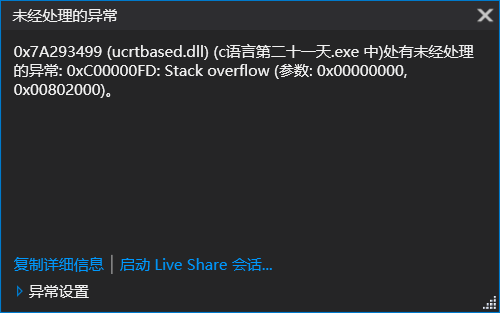 未经处理的异常
0x7A293499 (ucrtbased.dll) (c语言第二十一天.exe 中)处有未经处理
的异常: 0xC00000FD: Stack overflow (参数: 0x00000000,
0x00802000)。
复制详细信息 | 启动 Live Share 会话...
异常设置